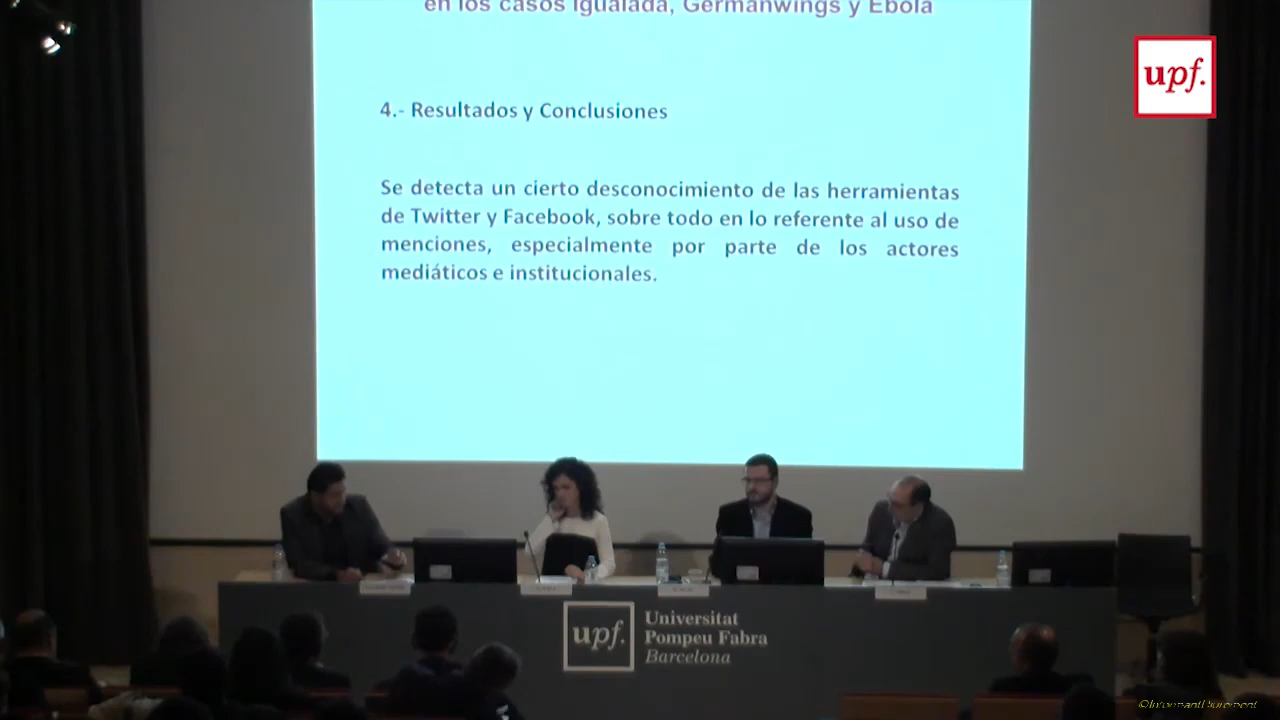 en los casos Igualada, Germanwings y Ébola
upf.
4.- Resultados y Conclusiones
Se detecta un cierto desconocimiento de las herramientas
de Twitter y Facebook, sobre todo en lo referente al uso de
menciones, especialmente por parte de los actores
mediáticos e institucionales.
upf.
Universitat
Pompeu Fabra
Barcelona